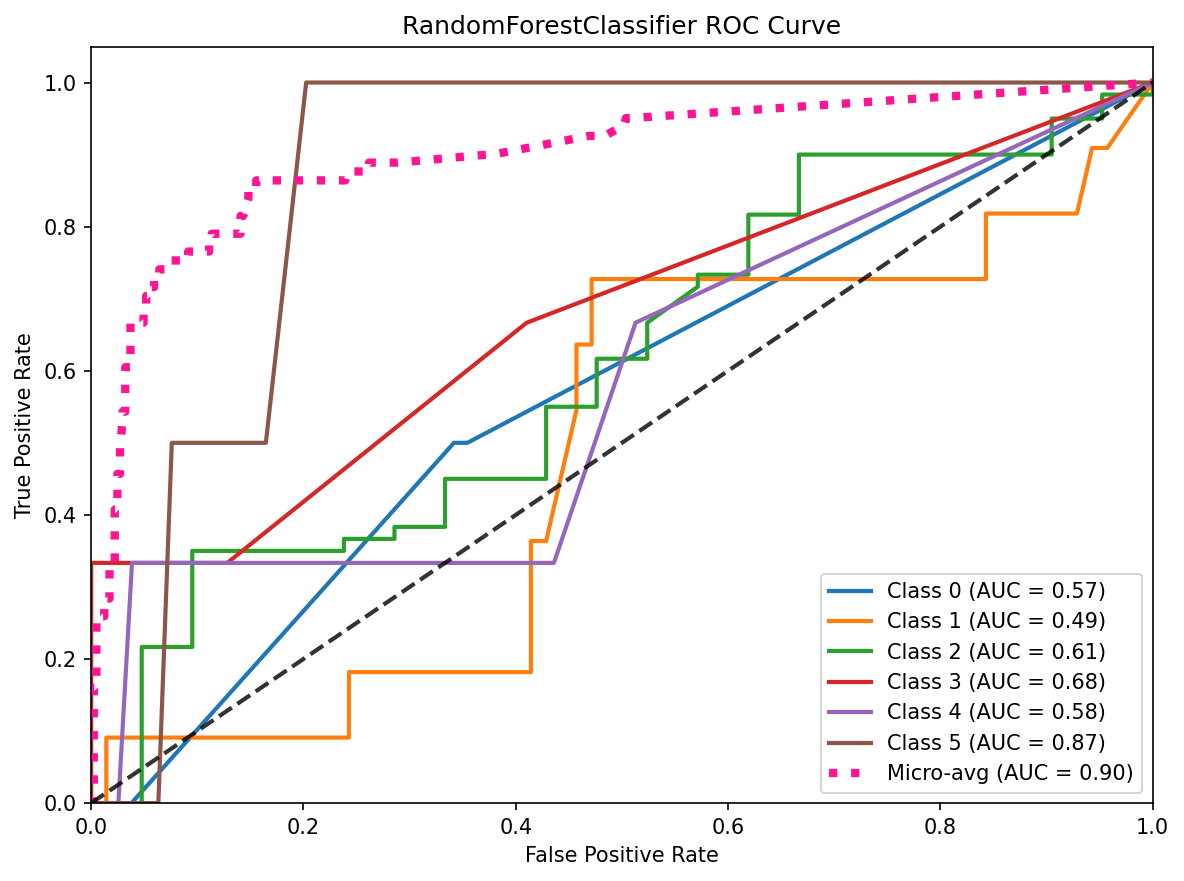 RandomForestClassifier ROC Curve
True Positive Rate
1.0
0.8
0.6
0.4
0.2
0.0
0.0 0.2 0.4 0.6 0.8 1.0
False Positive Rate
Class 0 (AUC = 0.57)
Class 1 (AUC = 0.49)
Class 2 (AUC = 0.61)
Class 3 (AUC = 0.68)
Class 4 (AUC = 0.58)
Class 5 (AUC = 0.87)
Micro-avg (AUC = 0.90)